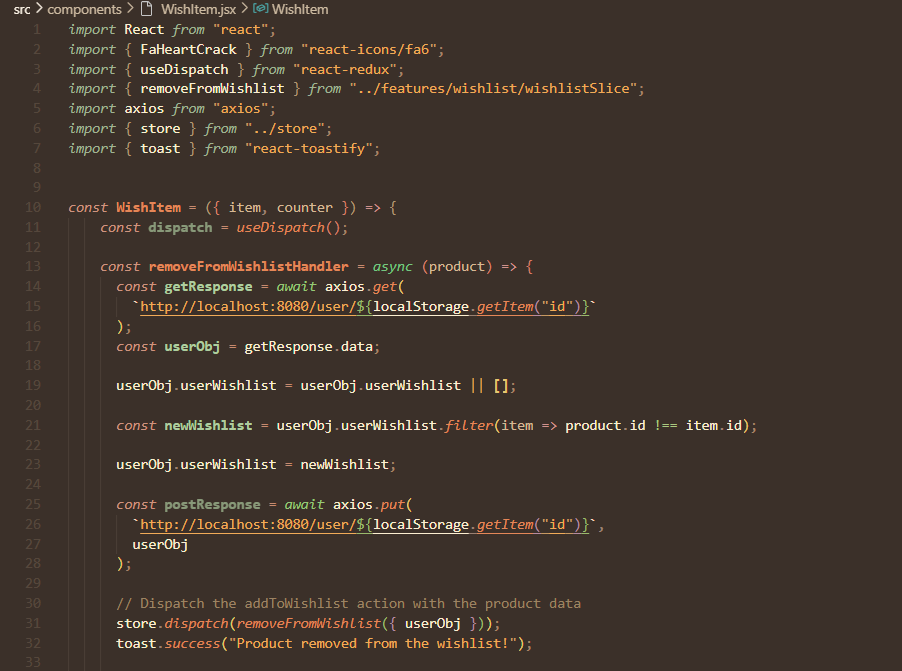 src > components > WishItem.jsx > WishItem
1 import React from "react";
2 import { FaHeartCrack } from "react-icons/fa6";
3 import { useDispatch } from "react-redux";
4 import { removeFromWishlist } from "../features/wishlist/wishlistSlice";
5 import axios from "axios";
6 import { store } from "../store";
7 import { toast } from "react-toastify";
8
9
10 const WishItem = ({ item, counter }) => {
11     const dispatch = useDispatch();
12
13     const removeFromWishlistHandler = async (product) => {
14       const getResponse = await axios.get(
15         `http://localhost:8080/user/${localStorage.getItem("id")}`
16       );
17       const userObj = getResponse.data;
18
19       userObj.userWishlist = userObj.userWishlist || [];
20
21       const newWishlist = userObj.userWishlist.filter(item => product.id !== item.id);
22
23       userObj.userWishlist = newWishlist;
24
25       const postResponse = await axios.put(
26         `http://localhost:8080/user/${localStorage.getItem("id")}`,
27         userObj
28       );
29
30       // Dispatch the addToWishlist action with the product data
31       store.dispatch(removeFromWishlist({ userObj }));
32       toast.success("Product removed from the wishlist!");
33